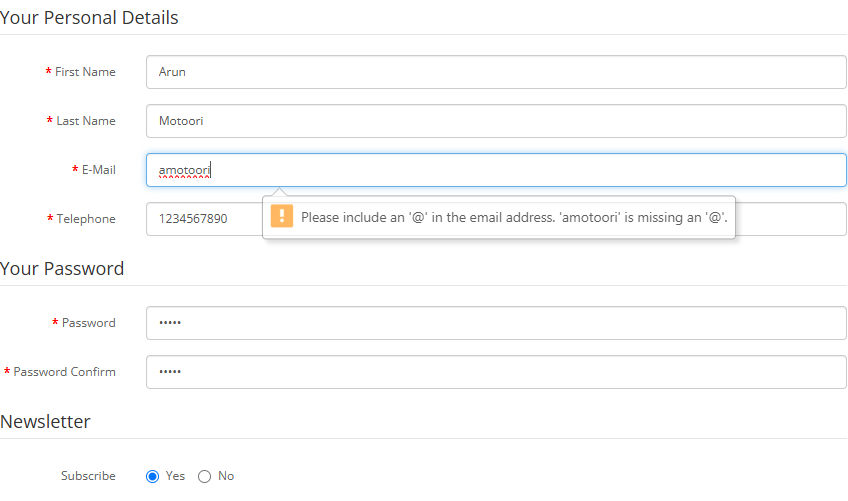 Your Personal Details
* First Name Arun
* Last Name Motoori
* E-Mail amotoori
* Telephone 1234567890
! Please include an '@' in the email address. 'amotoori' is missing an '@'.
Your Password
* Password •••••
* Password Confirm •••••
Newsletter
Subscribe Yes No